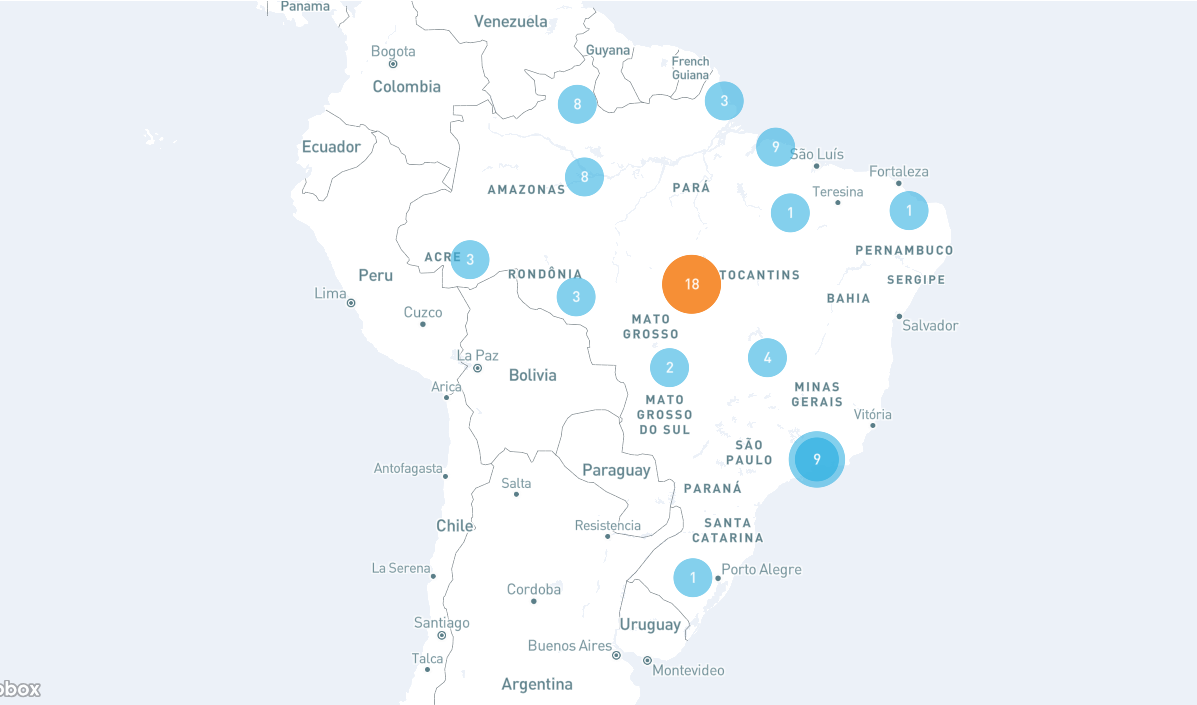 Panama
Venezuela
Bogota
Guyana
French
Guiana
Colombia
8
3
Ecuador
9
São Luís
Fortaleza
8
AMAZONAS
PARÁ
Teresina
1
1
PERNAMBUCO
ACRE
3
Peru
RONDÔNIA
TOCANTINS
SERGIPE
18
Lima
3
BAHIA
Cuzco
MATO
GROSSO
Salvador
La Paz
4
2
Bolivia
Arica
MINAS
GERAIS
MATO
GROSSO
DO SUL
Vitória
SÃO
PAULO
9
Antofagasta
Paraguay
Salta
PARANÁ
Chile
Resistencia
SANTA
CATARINA
La Serena
1
Porto Alegre
Cordoba
Santiago
Uruguay
Buenos Aires
Talca
Montevideo
Argentina
obox